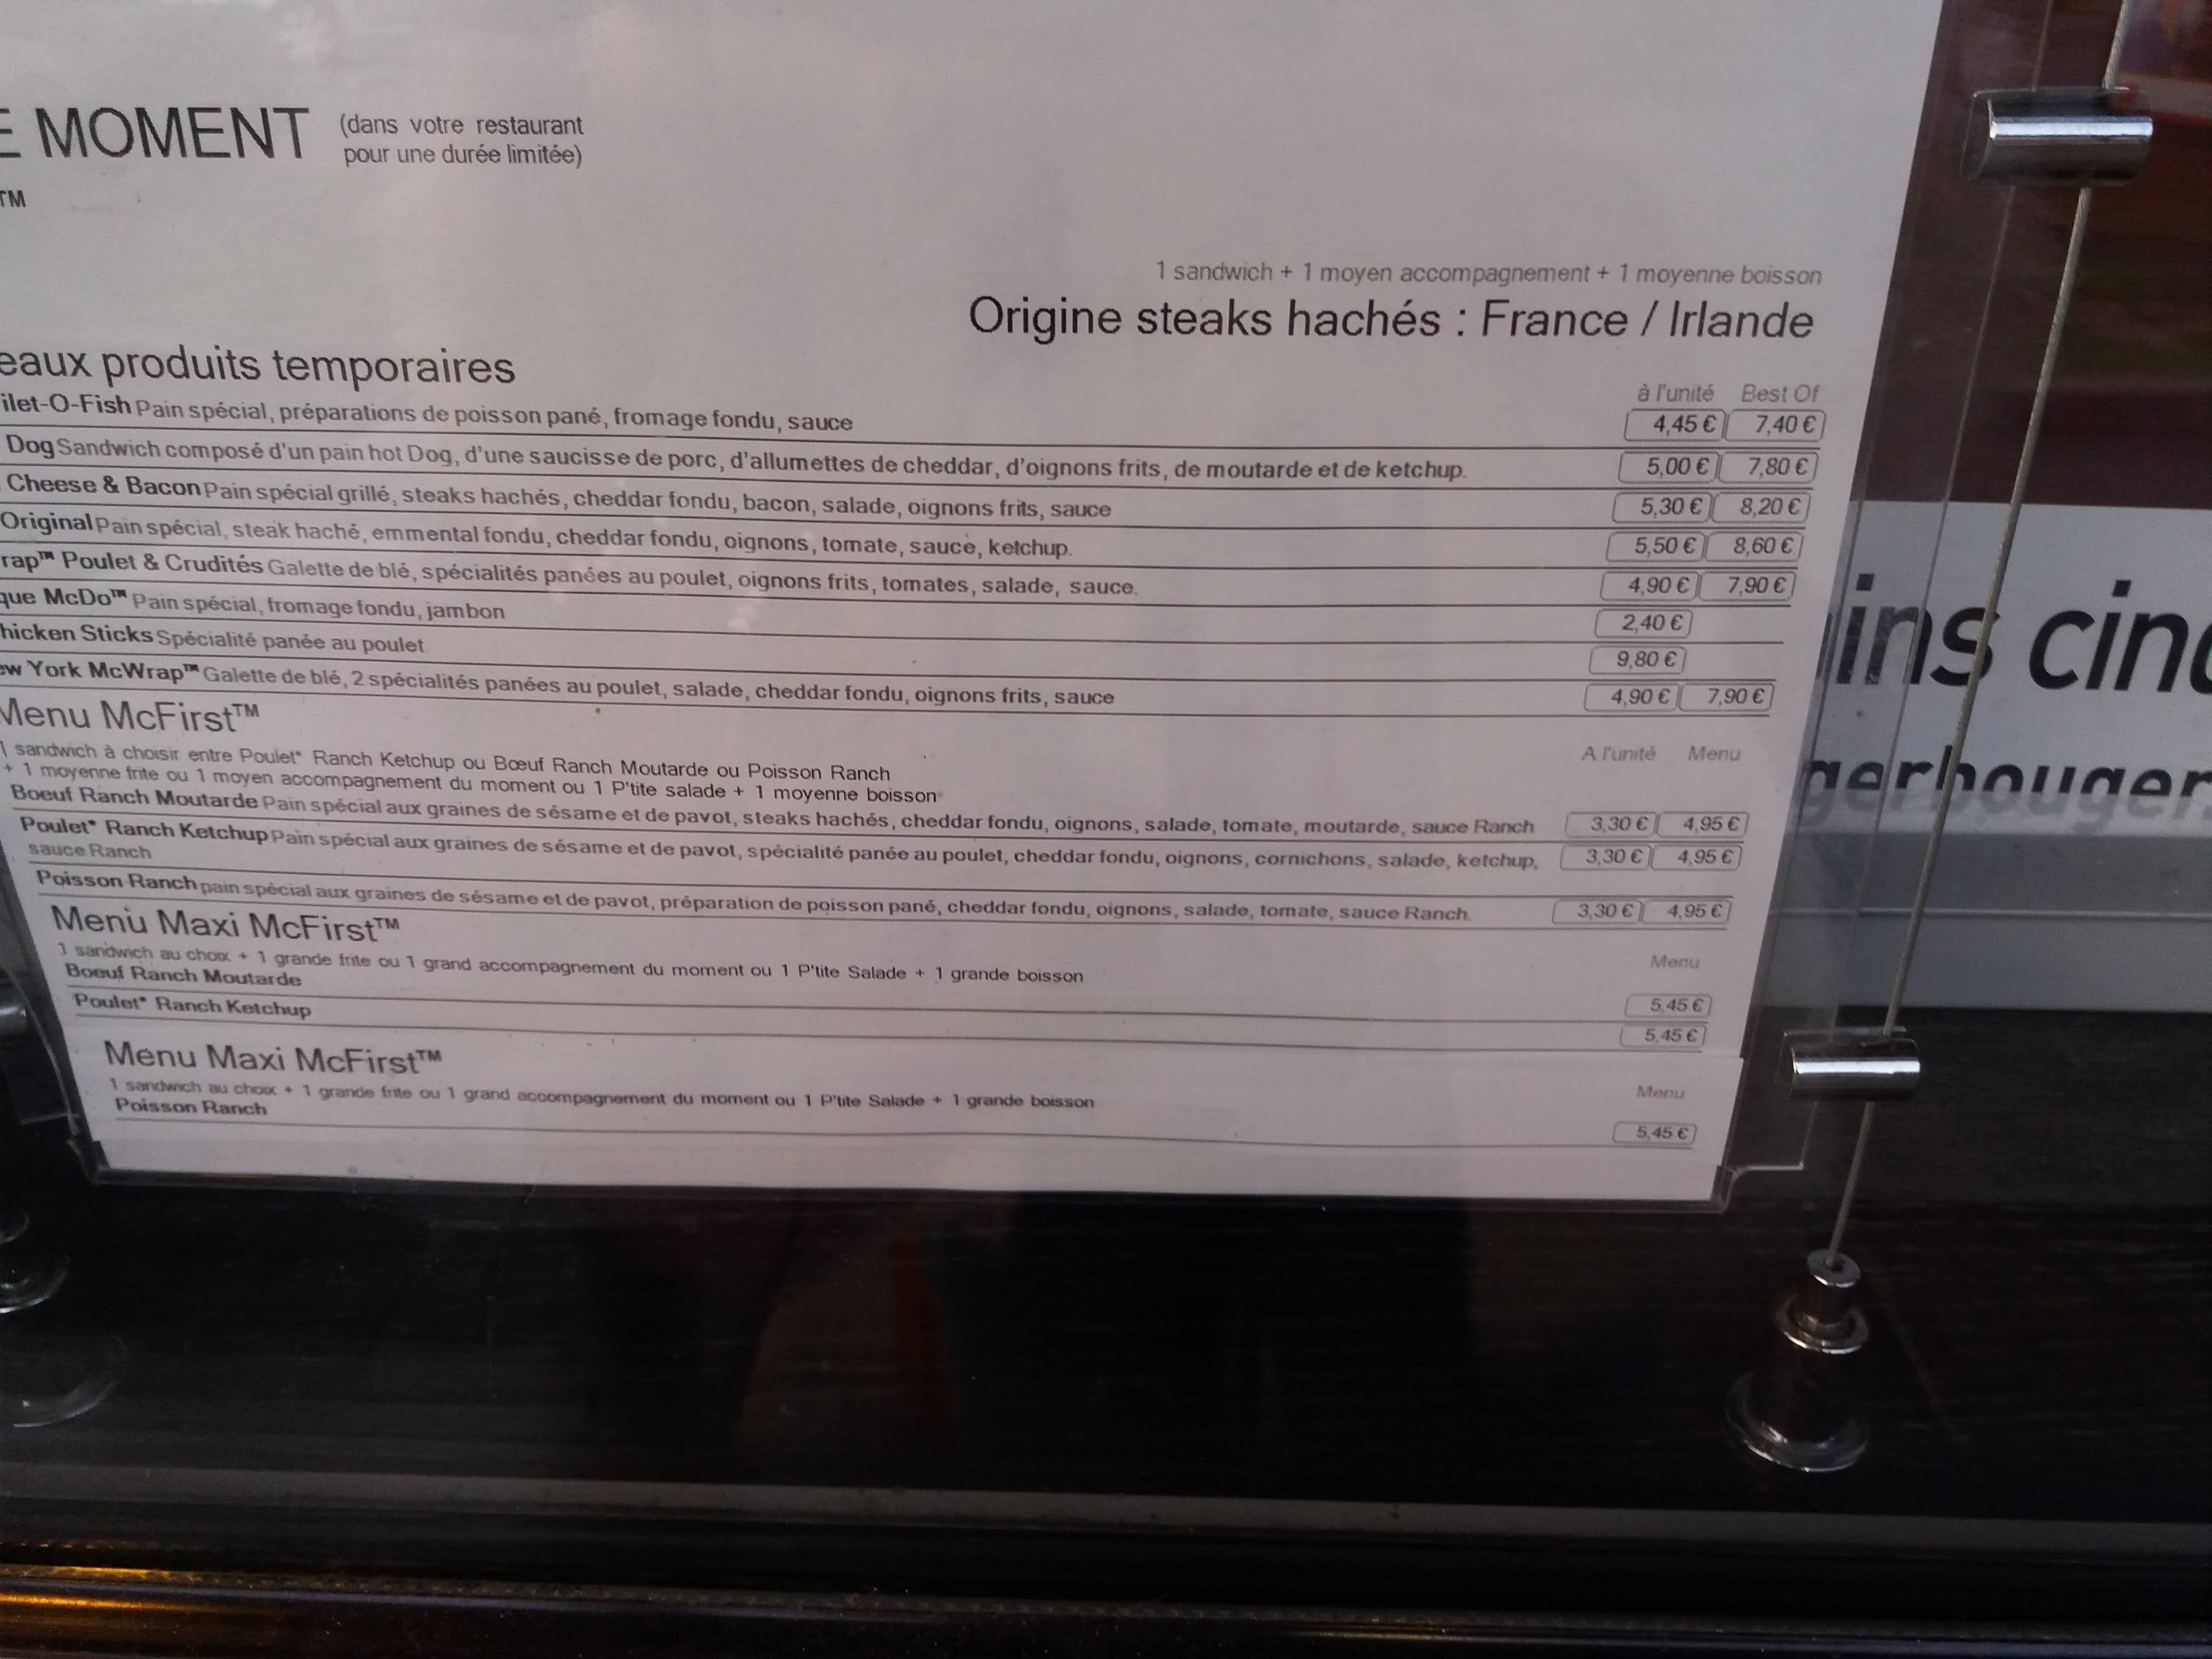 MOMENT (dans votre restaurant
pour une durée limitée)
TM
1 sandwich + 1 moyen accompagnement + 1 moyenne boisson
Origine steaks hachés : France / Irlande
eaux produits temporaires
à l'unité Best Of
ilet-O-Fish Pain spécial, préparations de poisson pané, fromage fondu, sauce 4,45 € 7,40 €
Dog Sandwich composé d'un pain hot Dog, d'une saucisse de porc, d'allumettes de cheddar, d'oignons frits, de moutarde et de ketchup. 5,00 € 7,80 €
Cheese & Bacon Pain spécial grillé, steaks hachés, cheddar fondu, bacon, salade, oignons frits, sauce 5,30 € 8,20 €
Original Pain spécial, steak haché, emmental fondu, cheddar fondu, oignons, tomate, sauce, ketchup. 5,50 € 8,60 €
rap™ Poulet & Crudités Galette de blé, spécialités panées au poulet, oignons frits, tomates, salade, sauce. 4,90 € 7,90 €
que McDo™ Pain spécial, fromage fondu, jambon 2,40 €
hicken Sticks Spécialité panée au poulet 9,80 €
ew York McWrap™ Galette de blé, 2 spécialités panées au poulet, salade, cheddar fondu, oignons frits, sauce 4,90 € 7,90 €
Menu McFirst™
A l'unité Menu
1 sandwich à choisir entre Poulet* Ranch Ketchup ou Bœuf Ranch Moutarde ou Poisson Ranch
+ 1 moyenne frite ou 1 moyen accompagnement du moment ou 1 P'tite salade + 1 moyenne boisson
Boeuf Ranch Moutarde Pain spécial aux graines de sésame et de pavot, steaks hachés, cheddar fondu, oignons, salade, tomate, moutarde, sauce Ranch 3,30 € 4,95 €
Poulet* Ranch Ketchup Pain spécial aux graines de sésame et de pavot, spécialité panée au poulet, cheddar fondu, oignons, cornichons, salade, ketchup, 3,30 € 4,95 €
sauce Ranch
Poisson Ranch pain spécial aux graines de sésame et de pavot, préparation de poisson pané, cheddar fondu, oignons, salade, tomate, sauce Ranch 3,30 € 4,95 €
Menu Maxi McFirst™
1 sandwich au choix + 1 grande frite ou 1 grand accompagnement du moment ou 1 P'tite Salade + 1 grande boisson Menu
Boeuf Ranch Moutarde 5,45 €
Poulet* Ranch Ketchup 5,45 €
Menu Maxi McFirst™
1 sandwich au choix + 1 grande frite ou 1 grand accompagnement du moment ou 1 P'tite Salade + 1 grande boisson Menu
Poisson Ranch 5,45 €
ins cinq
gerbouger